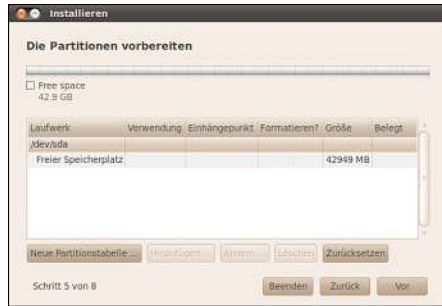 Installieren
Die Partitionen vorbereiten
Free space
42.9 GB
Laufwerk Verwendung Einhängepunkt Formatieren? Größe Belegt
/dev/sda
Freier Speicherplatz 42949 MB
Neue Partitionstabelle ... Hinzufügen ... Ändern ... Löschen Zurücksetzen
Schritt 5 von 8 Beenden Zurück Vor